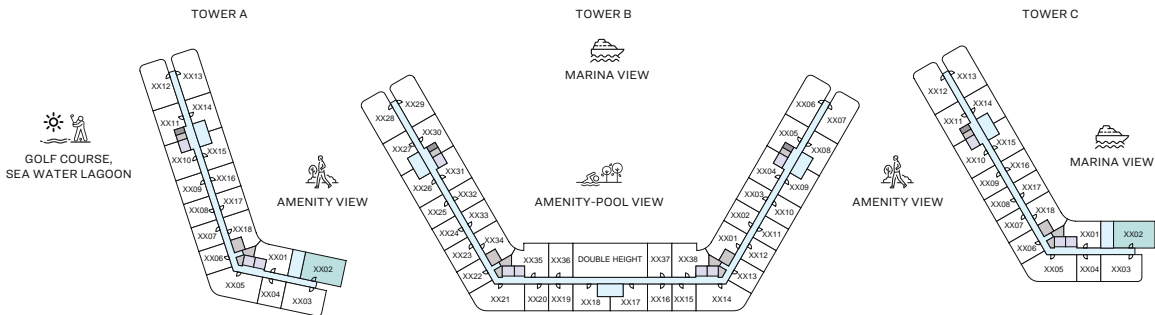 TOWER A
TOWER B
TOWER C
MARINA VIEW
GOLF COURSE,
SEA WATER LAGOON
AMENITY VIEW
AMENITY-POOL VIEW
AMENITY VIEW
MARINA VIEW
XX12
XX13
XX11
XX14
XX10
XX15
XX09
XX16
XX08
XX17
XX07
XX18
XX06
XX01
XX02
XX05
XX04
XX03
XX28
XX29
XX27
XX30
XX26
XX31
XX25
XX32
XX24
XX33
XX23
XX34
XX22
XX35
XX36
DOUBLE HEIGHT
XX37
XX38
XX21
XX20
XX19
XX18
XX17
XX16
XX15
XX14
XX06
XX07
XX05
XX08
XX04
XX09
XX03
XX10
XX02
XX11
XX01
XX12
XX13
XX12
XX13
XX11
XX14
XX10
XX15
XX09
XX16
XX08
XX17
XX07
XX18
XX06
XX01
XX02
XX05
XX04
XX03